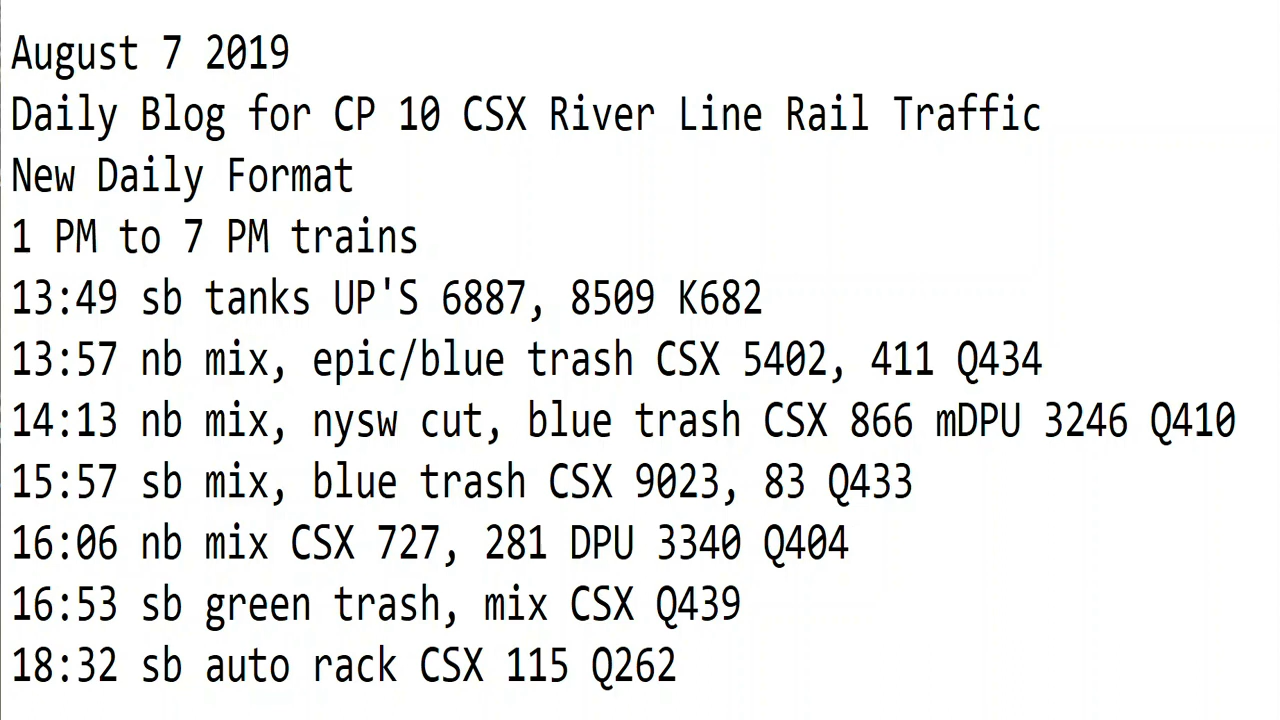 August 7 2019
Daily Blog for CP 10 CSX River Line Rail Traffic
New Daily Format
1 PM to 7 PM trains
13:49 sb tanks UP'S 6887, 8509 K682
13:57 nb mix, epic/blue trash CSX 5402, 411 Q434
14:13 nb mix, nysw cut, blue trash CSX 866 mDPU 3246 Q410
15:57 sb mix, blue trash CSX 9023, 83 Q433
16:06 nb mix CSX 727, 281 DPU 3340 Q404
16:53 sb green trash, mix CSX Q439
18:32 sb auto rack CSX 115 Q262